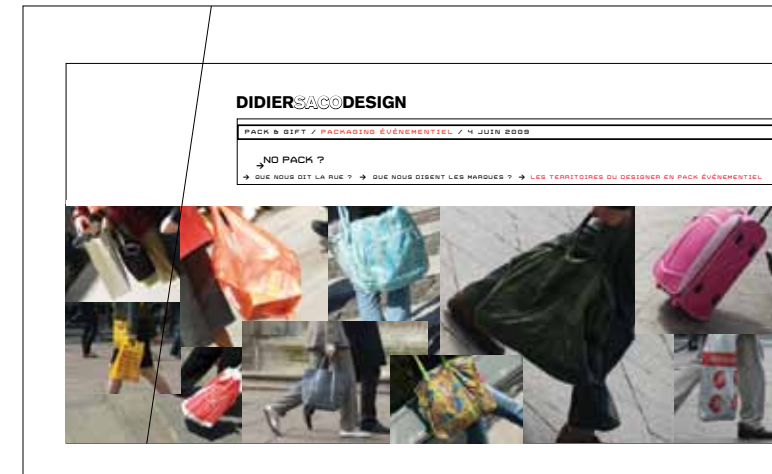 DIDIERSACODESIGN
PACK & GIFT / PACKAGING ÉVÉNEMENTIEL / 4 JUIN 2009
→NO PACK ?
→ QUE NOUS DIT LA RUE ? → QUE NOUS DISENT LES MARQUES ? → LES TERRITOIRES DU DESIGNER EN PACK ÉVÉNEMENTIEL